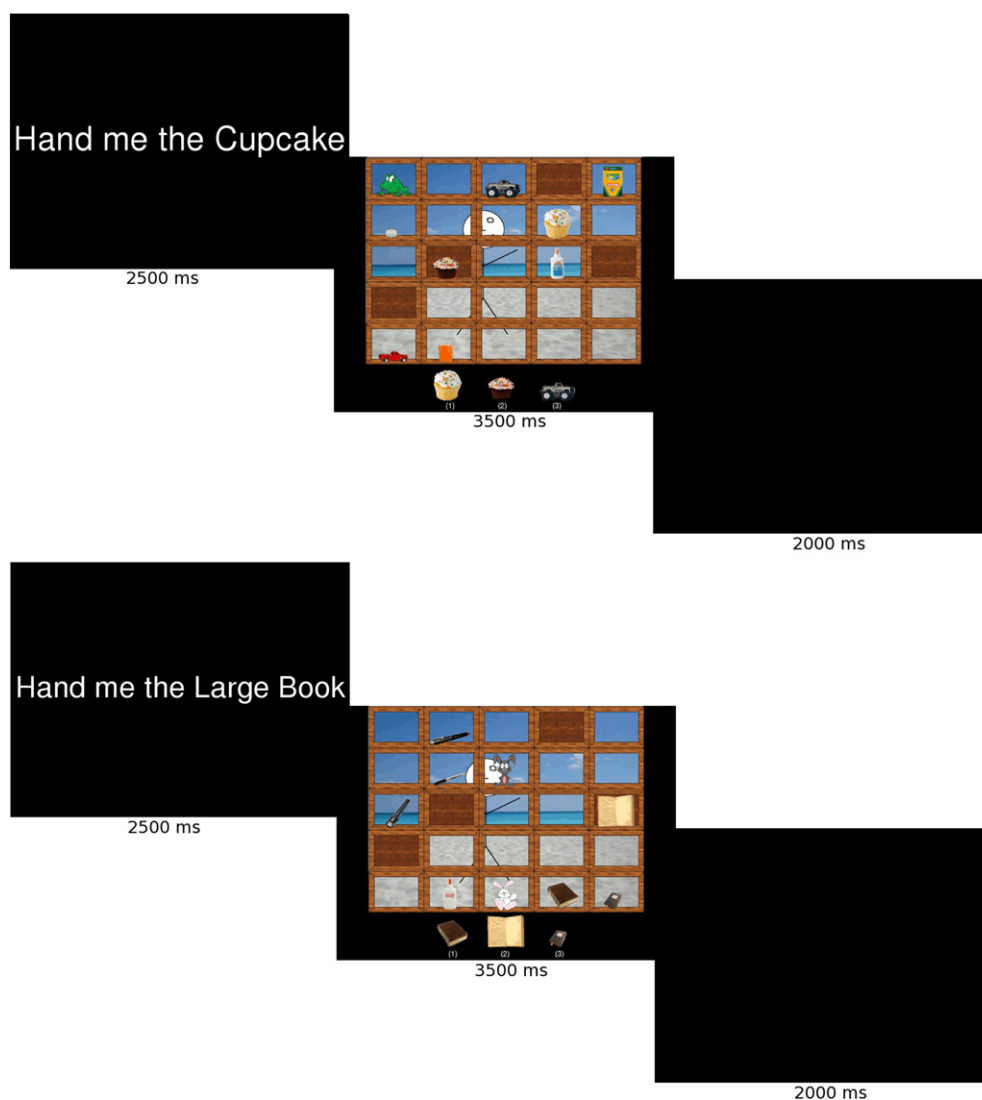 Hand me the Cupcake
2500 ms
(1) (2) (3)
3500 ms
2000 ms
Hand me the Large Book
2500 ms
(1) (2) (3)
3500 ms
2000 ms